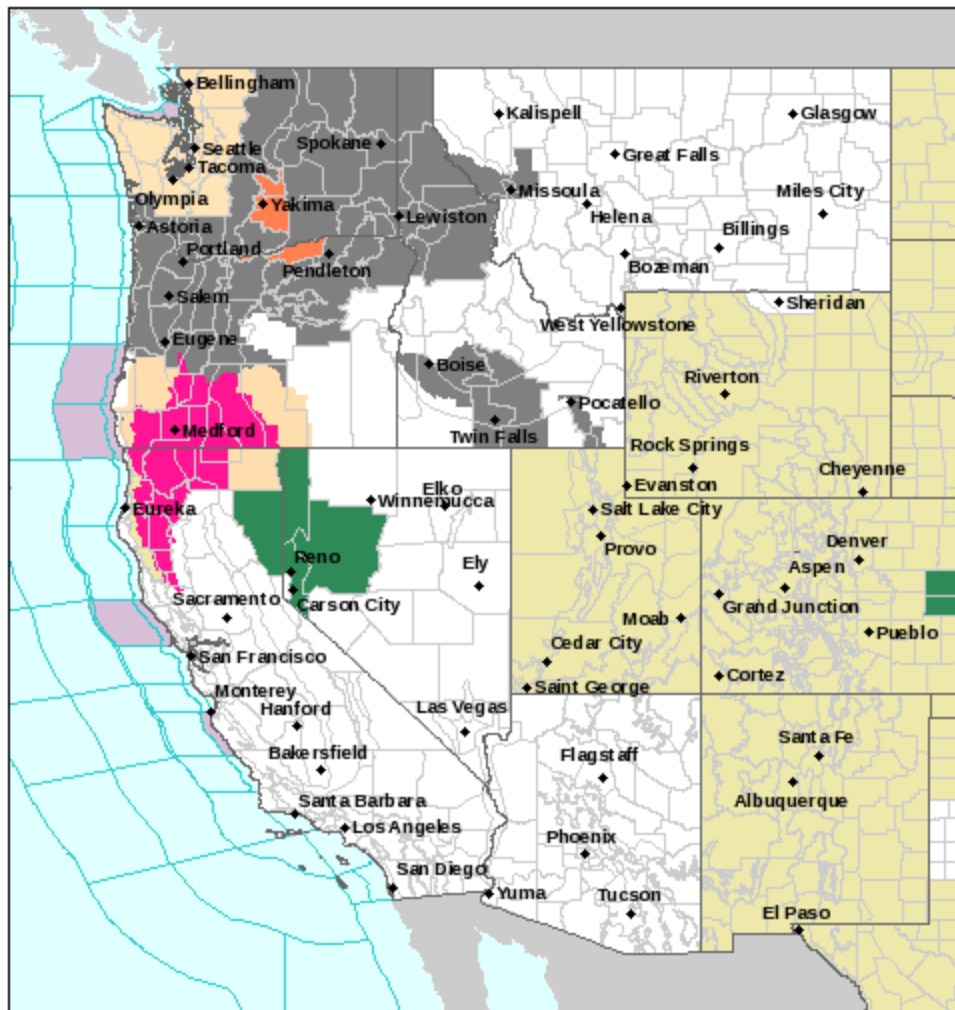 Bellingham
Kalispell
Glasgow
Seattle
Spokane
Great Falls
Tacoma
Missoula
Miles City
Olympia
Yakima
Lewiston
Helena
Astoria
Billings
Portland
Pendleton
Bozeman
Salem
Sheridan
West Yellowstone
Eugene
Boise
Riverton
Pocatello
Medford
Twin Falls
Rock Springs
Cheyenne
Evanston
Elko
Winnemucca
Eureka
Salt Lake City
Provo
Denver
Reno
Ely
Aspen
Sacramento
Carson City
Grand Junction
Moab
Pueblo
Cedar City
San Francisco
Cortez
Saint George
Monterey
Hanford
Las Vegas
Santa Fe
Bakersfield
Flagstaff
Albuquerque
Santa Barbara
Los Angeles
Phoenix
San Diego
Yuma
Tucson
El Paso